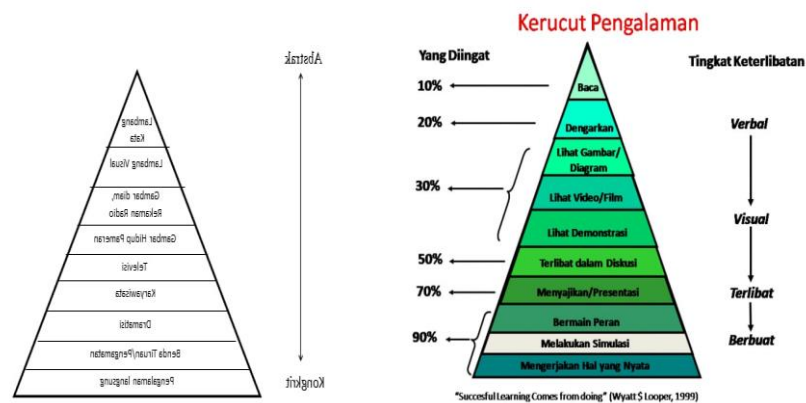 Abstrak
Lambang
Kata
Lambang Visual
Gambar diam,
Rekaman Radio
Gambar Hidup Pameran
Televisi
Karyawisata
Dramatisi
Benda Tiruan/Pengamatan
Pengalaman langsung
Kongkrit
Kerucut Pengalaman
Yang Diingat
Tingkat Keterlibatan
10%
Baca
20%
Dengarkan
Verbal
Lihat Gambar/
Diagram
30%
Lihat Video/Film
Visual
Lihat Demonstrasi
50%
Terlibat dalam Diskusi
70%
Menyajikan/Presentasi
Terlibat
Bermain Peran
90%
Melakukan Simulasi
Berbuat
Mengerjakan Hal yang Nyata
"Succesful Learning Comes from doing" (Wyatt $ Looper, 1999)